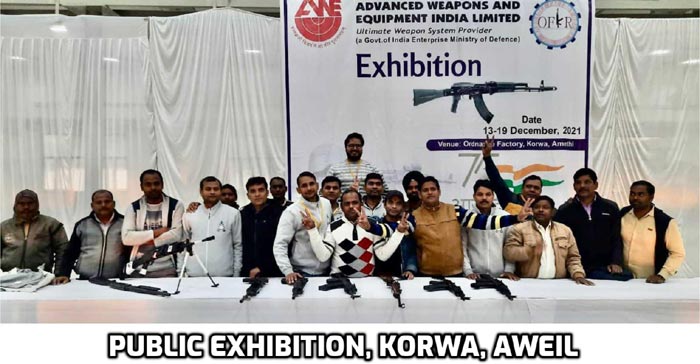 AWE
ADVANCED WEAPONS AND
EQUIPMENT INDIA LIMITED
Ultimate Weapon System Provider
(a Govt.of India Enterprise Ministry of Defence)
OFKR
Exhibition
Date
13-19 December, 2021
Venue: Ordnance Factory, Korwa, Amethi
PUBLIC EXHIBITION, KORWA, AWEIL